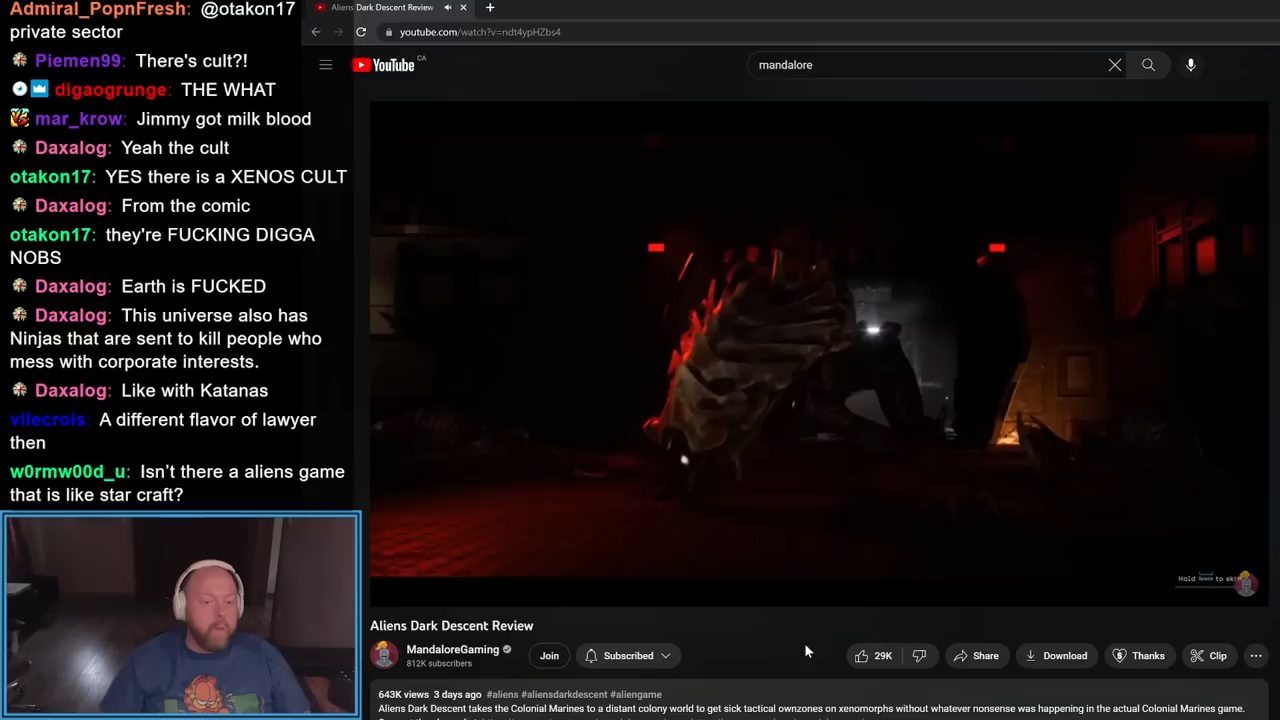 Admiral_PopnFresh: @otakon17
private sector
Piemen99: There's cult?!
digaogrunge: THE WHAT
mar_krow: Jimmy got milk blood
Daxalog: Yeah the cult
otakon17: YES there is a XENOS CULT
Daxalog: From the comic
otakon17: they're FUCKING DIGGA
NOBS
Daxalog: Earth is FUCKED
Daxalog: This universe also has
Ninjas that are sent to kill people who
mess with corporate interests.
Daxalog: Like with Katanas
vilecrois: A different flavor of lawyer
then
w0rmw00d_u: Isn't there a aliens game
that is like star craft?
Aliens Dark Descent Review
youtube.com/watch?v=ndt4ypHZbs4
YouTube CA
mandalore
Hold Space to skip
Aliens Dark Descent Review
MandaloreGaming
812K subscribers
Join
Subscribed
29K
Share
Download
Thanks
Clip
643K views 3 days ago #aliens #aliensdarkdescent #aliengame
Aliens Dark Descent takes the Colonial Marines to a distant colony world to get sick tactical ownzones on xenomorphs without whatever nonsense was happening in the actual Colonial Marines game.